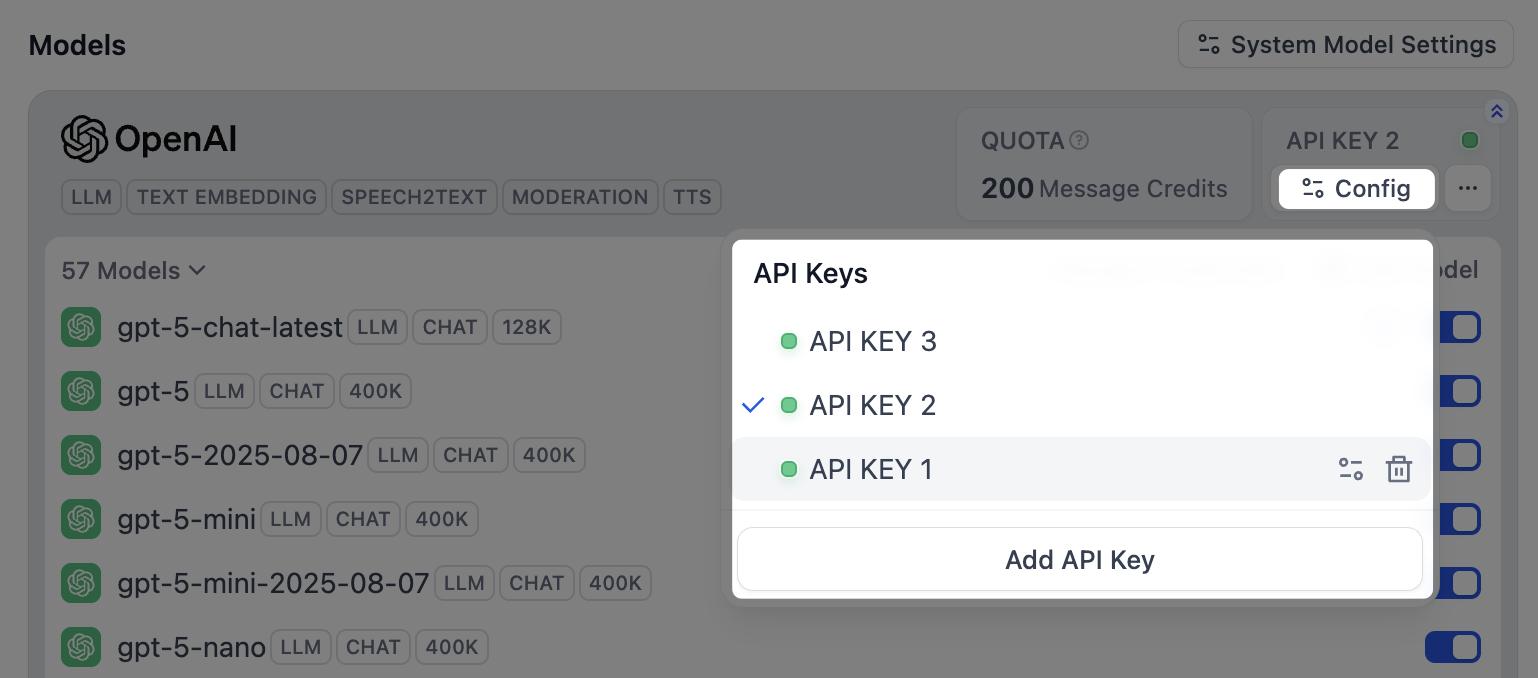 Models
System Model Settings
OpenAI
QUOTA
API KEY 2
200 Message Credits
Config
LLM TEXT EMBEDDING SPEECH2TEXT MODERATION TTS
57 Models
API Keys
gpt-5-chat-latest LLM CHAT 128K
API KEY 3
gpt-5 LLM CHAT 400K
API KEY 2
gpt-5-2025-08-07 LLM CHAT 400K
API KEY 1
gpt-5-mini LLM CHAT 400K
Add API Key
gpt-5-mini-2025-08-07 LLM CHAT 400K
gpt-5-nano LLM CHAT 400K